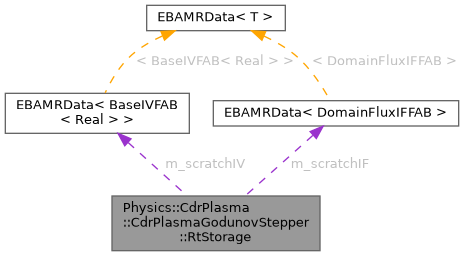 EBAMRData< T >
< BaseIVFAB< Real > >
< DomainFluxIFFAB >
EBAMRData< BaseIVFAB
< Real > >
EBAMRData< DomainFluxIFFAB >
m_scratchIV
m_scratchIF
Physics::CdrPlasma
::CdrPlasmaGodunovStepper
::RtStorage